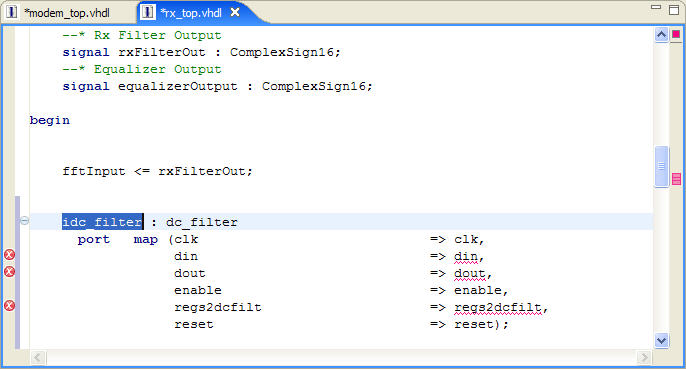 *modem_top.vhdl *rx_top.vhdl
--* Rx Filter Output
signal rxFilterOut : ComplexSign16;
--* Equalizer Output
signal equalizerOutput : ComplexSign16;
begin
fftInput <= rxFilterOut;
idc_filter : dc_filter
port map (clk => clk,
din => din,
dout => dout,
enable => enable,
regs2dcfilt => regs2dcfilt,
reset => reset);